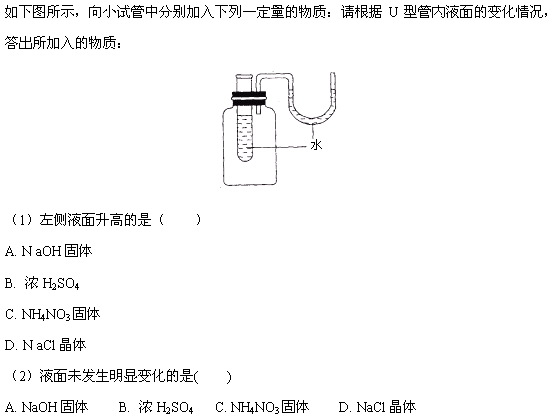 如下图所示，向小试管中分别加入下列一定量的物质：请根据 U 型管内液面的变化情况，
答出所加入的物质：
水
（1）左侧液面升高的是（ ）
A. N aOH 固体
B. 浓 H₂SO₄
C. NH₄NO₃ 固体
D. N aCl 晶体
（2）液面未发生明显变化的是( )
A. NaOH 固体 B. 浓 H₂SO₄ C. NH₄NO₃ 固体 D. NaCl 晶体